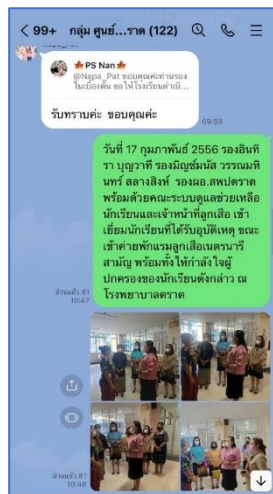 99+ กลุ่ม ศูนย์...ราด (122)
Napa_Pat
PS Nan
@Napa_Pat ขอบคุณค่ะท่านรอง
ในเบื้องต้น ขอให้โรงเรียนดำเนิ...
รับทราบค่ะ ขอบคุณค่ะ
09:53
วันที่ 17 กุมภาพันธ์ 2556 รองอินทิ
รา บุญวาที รองมิญช์มนัส วรรณมหิ
นทร์ สลางสิงห์ รองผอ.สพปตราด
พร้อมด้วยคณะระบบดูแลช่วยเหลือ
นักเรียนและเจ้าหน้าที่ลูกเสือ เข้า
เยี่ยมนักเรียนที่ได้รับอุบัติเหตุ ขณะ
เข้าค่ายพักแรมลูกเสือเนตรนารี
สามัญ พร้อมทั้งให้กำลังใจผู้
ปกครองของนักเรียนดังกล่าว ณ
โรงพยาบาลตราด
อ่านแล้ว 81
10:47
อ่านแล้ว 81
10:48